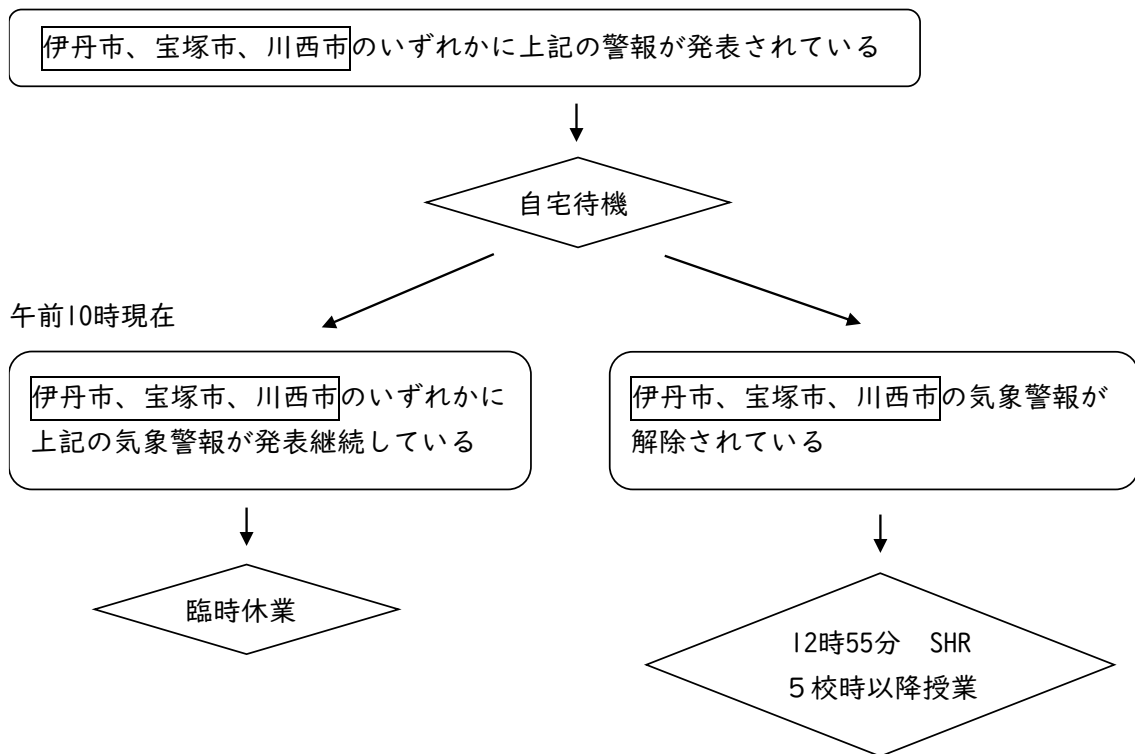 伊丹市、宝塚市、川西市のいずれかに上記の警報が発表されている
自宅待機
午前10時現在
伊丹市、宝塚市、川西市のいずれかに
上記の気象警報が発表継続している
伊丹市、宝塚市、川西市の気象警報が
解除されている
臨時休業
12時55分　SHR
５校時以降授業